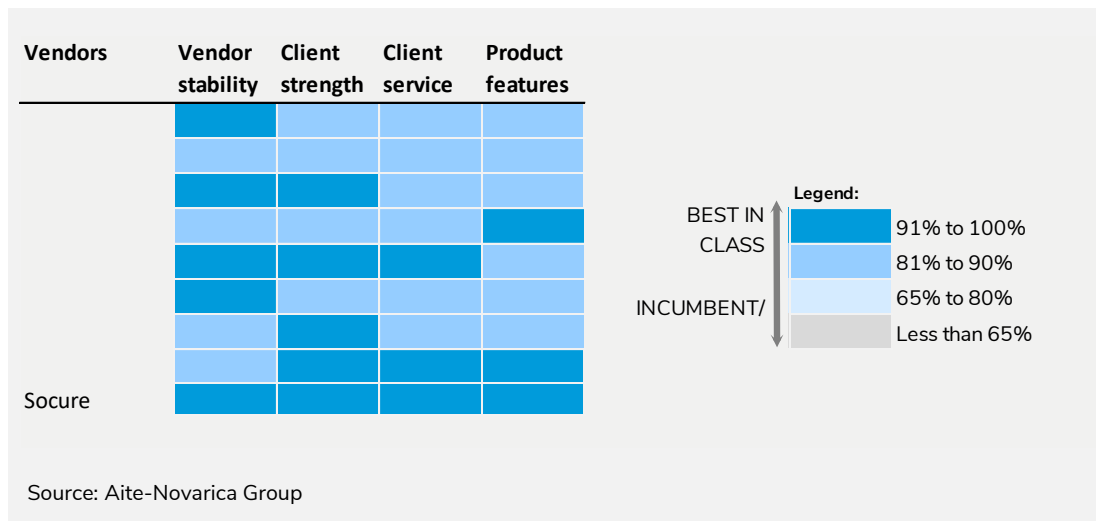 Vendors Vendor Client Client Product
stability strength service features
Socure
Legend:
BEST IN
CLASS
INCUMBENT/
91% to 100%
81% to 90%
65% to 80%
Less than 65%
Source: Aite-Novarica Group